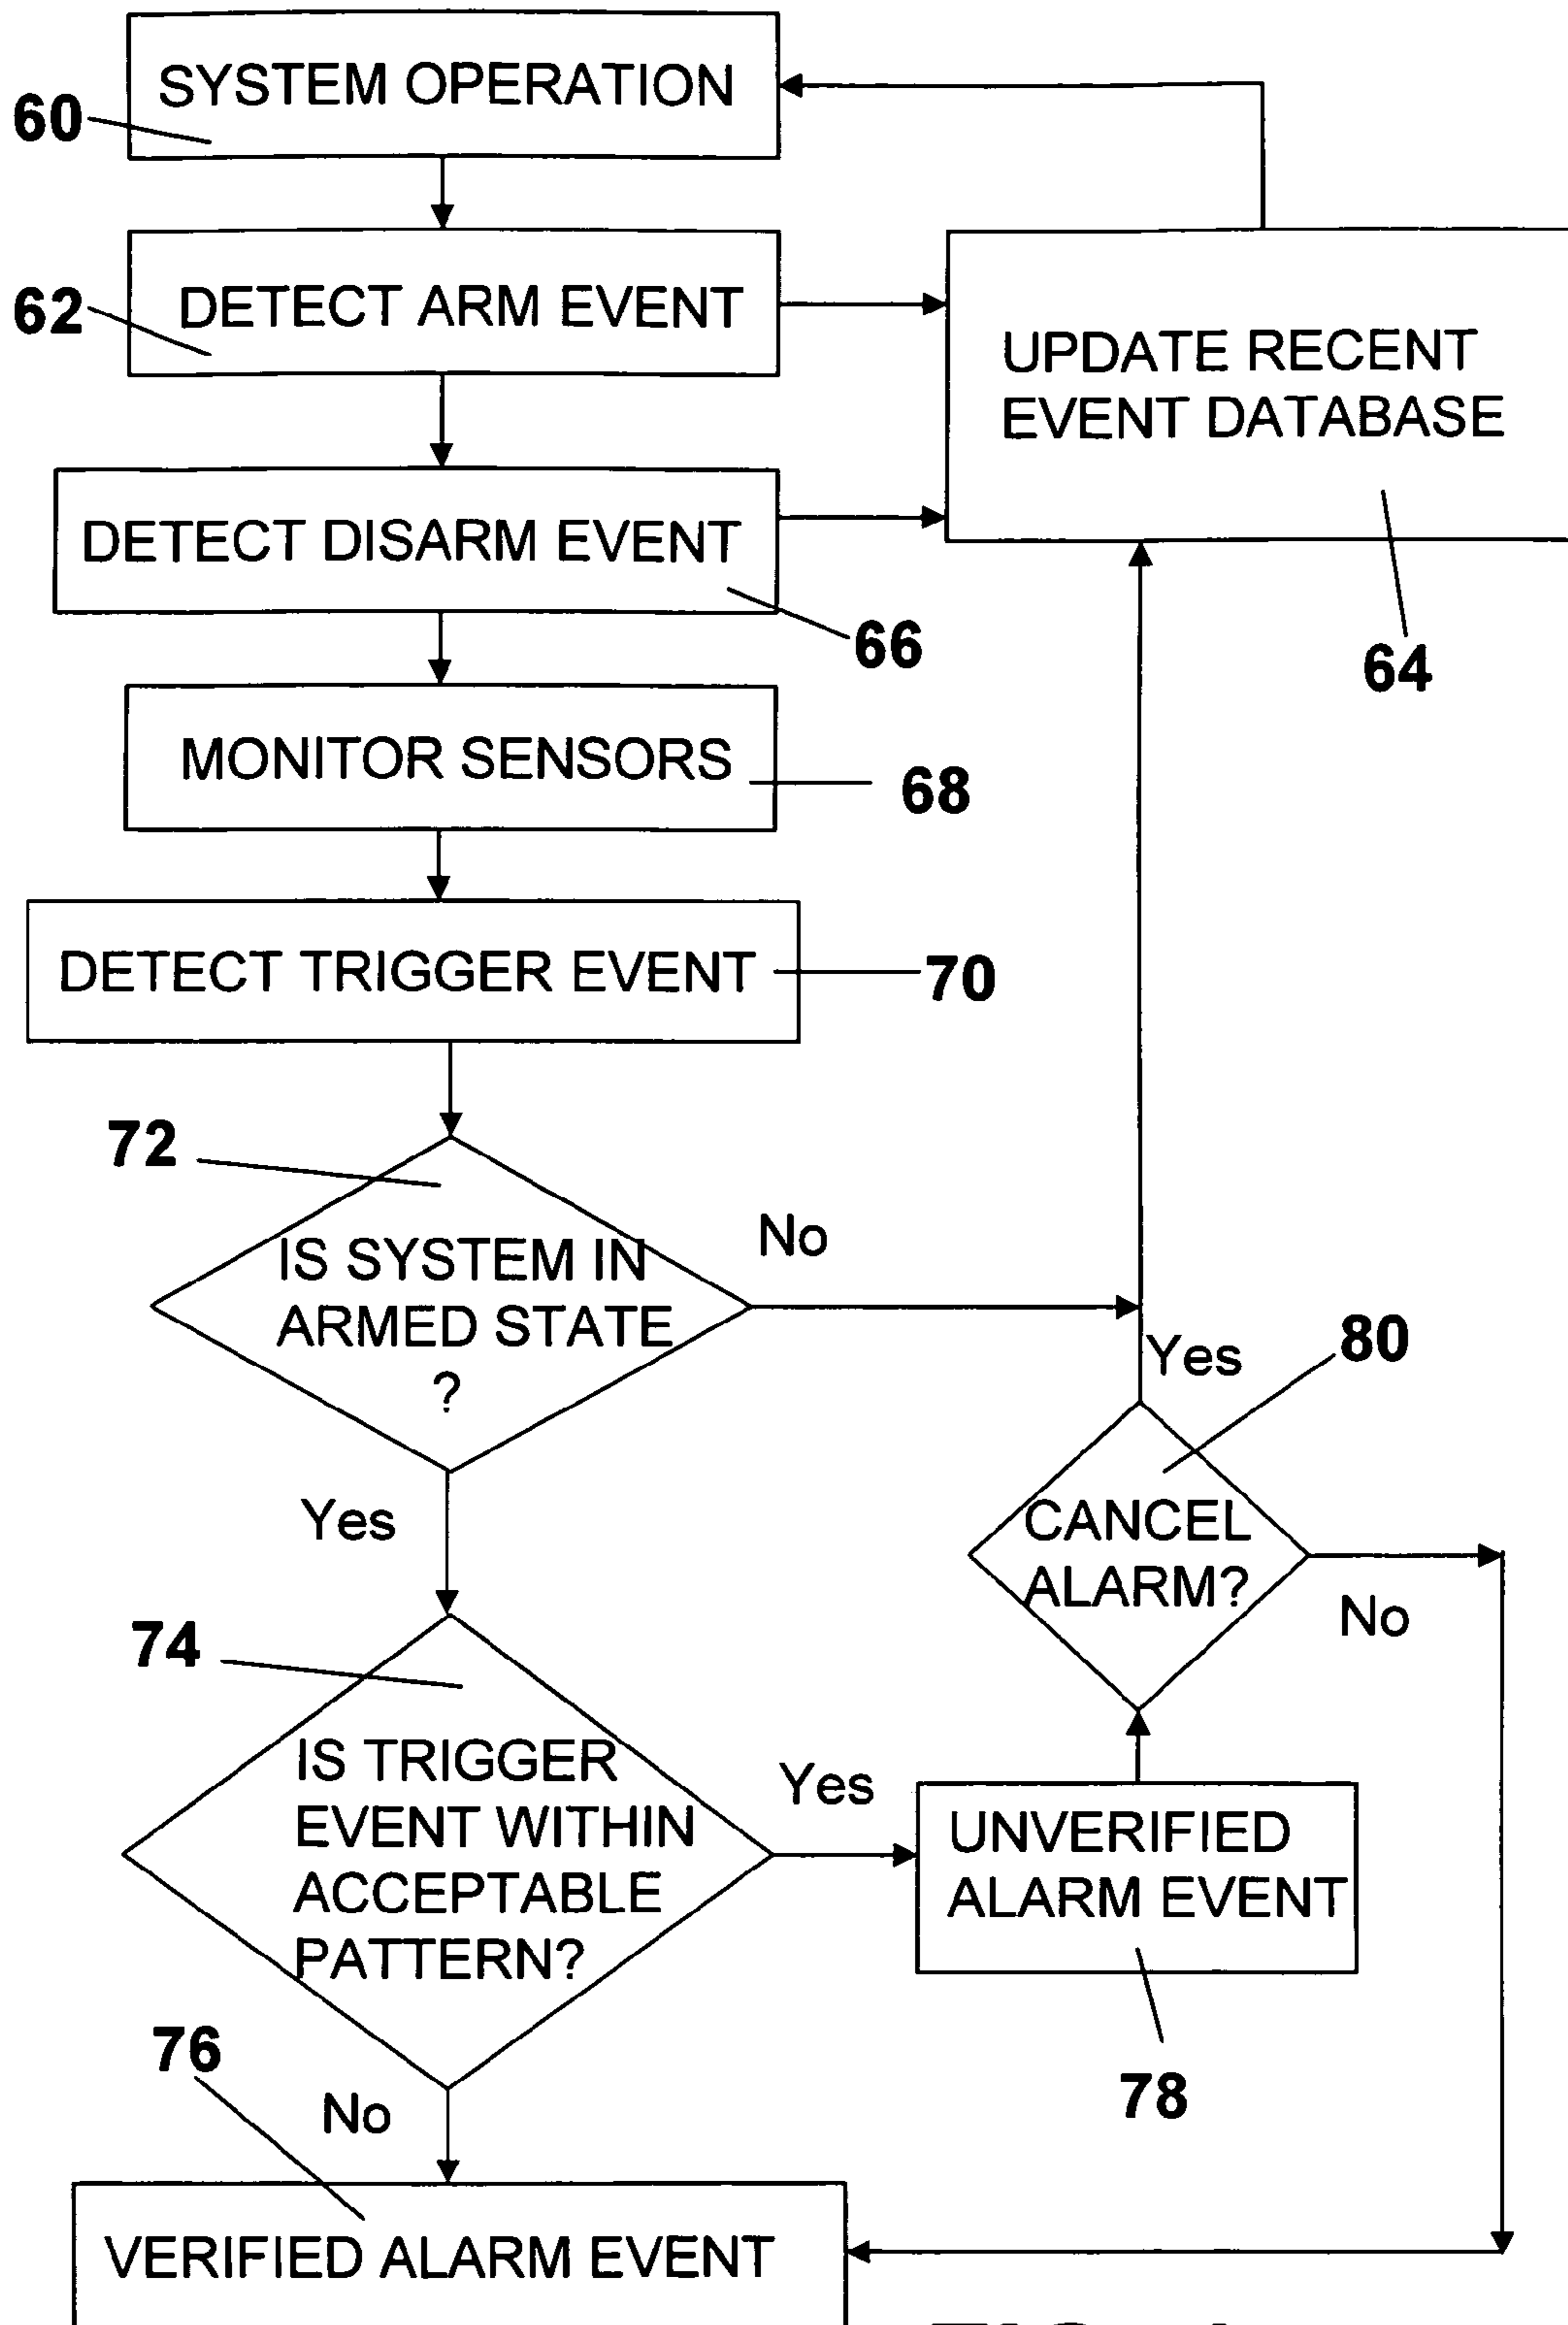 SYSTEM OPERATION
60
DETECT ARM EVENT
62
UPDATE RECENT
EVENT DATABASE
64
DETECT DISARM EVENT
66
MONITOR SENSORS
68
DETECT TRIGGER EVENT
70
72
IS SYSTEM IN
ARMED STATE
?
No
Yes
80
CANCEL
ALARM?
Yes
No
74
IS TRIGGER
EVENT WITHIN
ACCEPTABLE
PATTERN?
Yes
UNVERIFIED
ALARM EVENT
78
76
No
VERIFIED ALARM EVENT